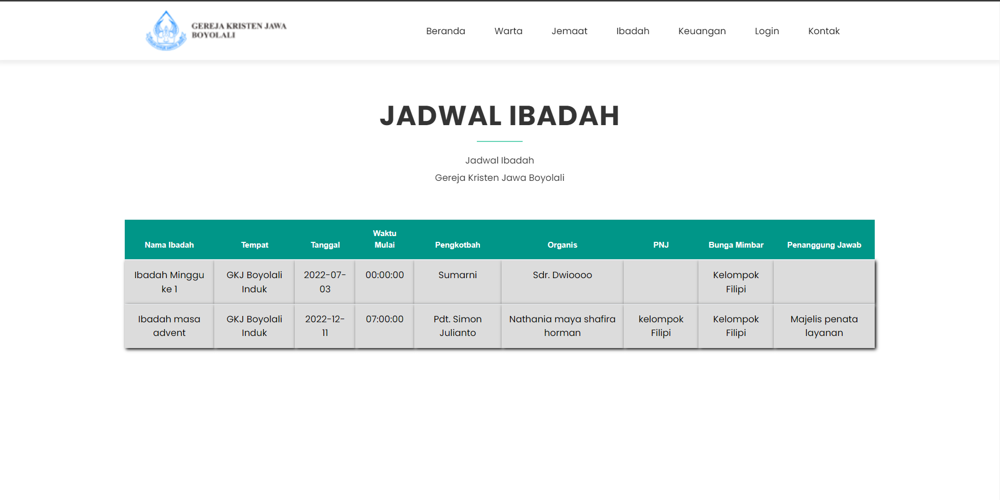 GEREJA KRISTEN JAWA
BOYOLALI
Beranda Warta Jemaat Ibadah Keuangan Login Kontak
JADWAL IBADAH
Jadwal Ibadah
Gereja Kristen Jawa Boyolali
Nama Ibadah Tempat Tanggal Waktu Mulai Pengkotbah Organis PNJ Bunga Mimbar Penanggung Jawab
Ibadah Minggu ke 1 GKJ Boyolali Induk 2022-07-03 00:00:00 Sumarni Sdr. Dwioooo Kelompok Filipi
Ibadah masa advent GKJ Boyolali Induk 2022-12-11 07:00:00 Pdt. Simon Julianto Nathania maya shafira horman kelompok Filipi Kelompok Filipi Majelis penata layanan